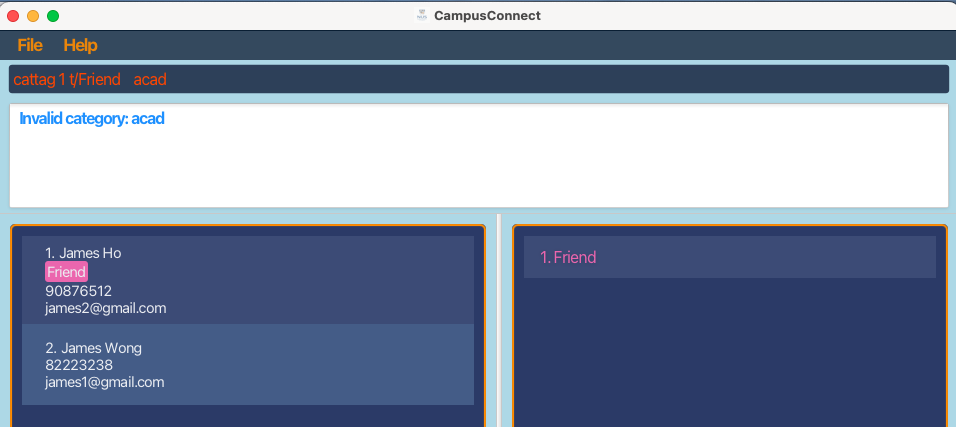 CampusConnect
File Help
cattag 1 t/Friend acad
Invalid category: acad
1. James Ho
Friend
90876512
james2@gmail.com
2. James Wong
82223238
james1@gmail.com
1. Friend